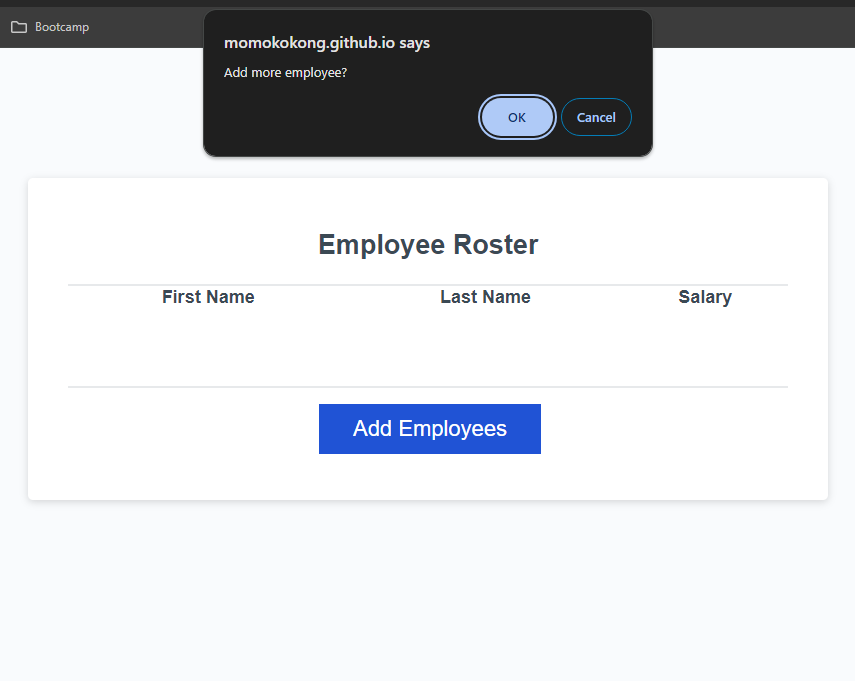 Bootcamp
momokokong.github.io says
Add more employee?
OK Cancel
Employee Roster
First Name Last Name Salary
Add Employees